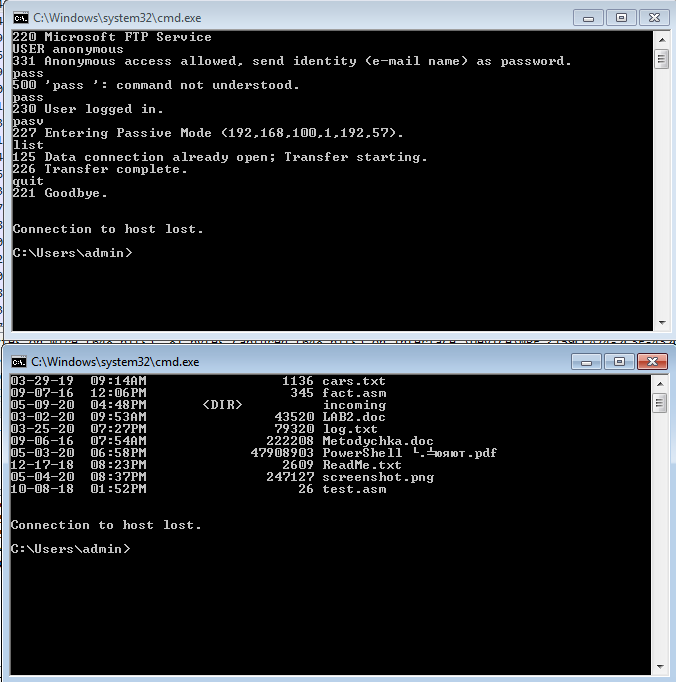 C:\Windows\system32\cmd.exe
220 Microsoft FTP Service
USER anonymous
331 Anonymous access allowed, send identity (e-mail name) as password.
pass
500 'pass ': command not understood.
pass
230 User logged in.
pasv
227 Entering Passive Mode (192,168,100,1,192,57).
list
125 Data connection already open; Transfer starting.
226 Transfer complete.
quit
221 Goodbye.
Connection to host lost.
C:\Users\admin>
C:\Windows\system32\cmd.exe
03-29-19  09:14AM                 1136 cars.txt
09-07-16  12:06PM                  345 fact.asm
05-09-20  04:48PM       <DIR>          incoming
03-02-20  09:53AM                43520 LAB2.doc
03-25-20  07:27PM                79320 log.txt
09-06-16  07:54AM               222208 Metodychka.doc
05-03-20  06:58PM             47908903 PowerShell └.╧юяют.pdf
12-17-18  08:23PM                 2609 ReadMe.txt
05-04-20  08:37PM               247127 screenshot.png
10-08-18  01:52PM                   26 test.asm
Connection to host lost.
C:\Users\admin>